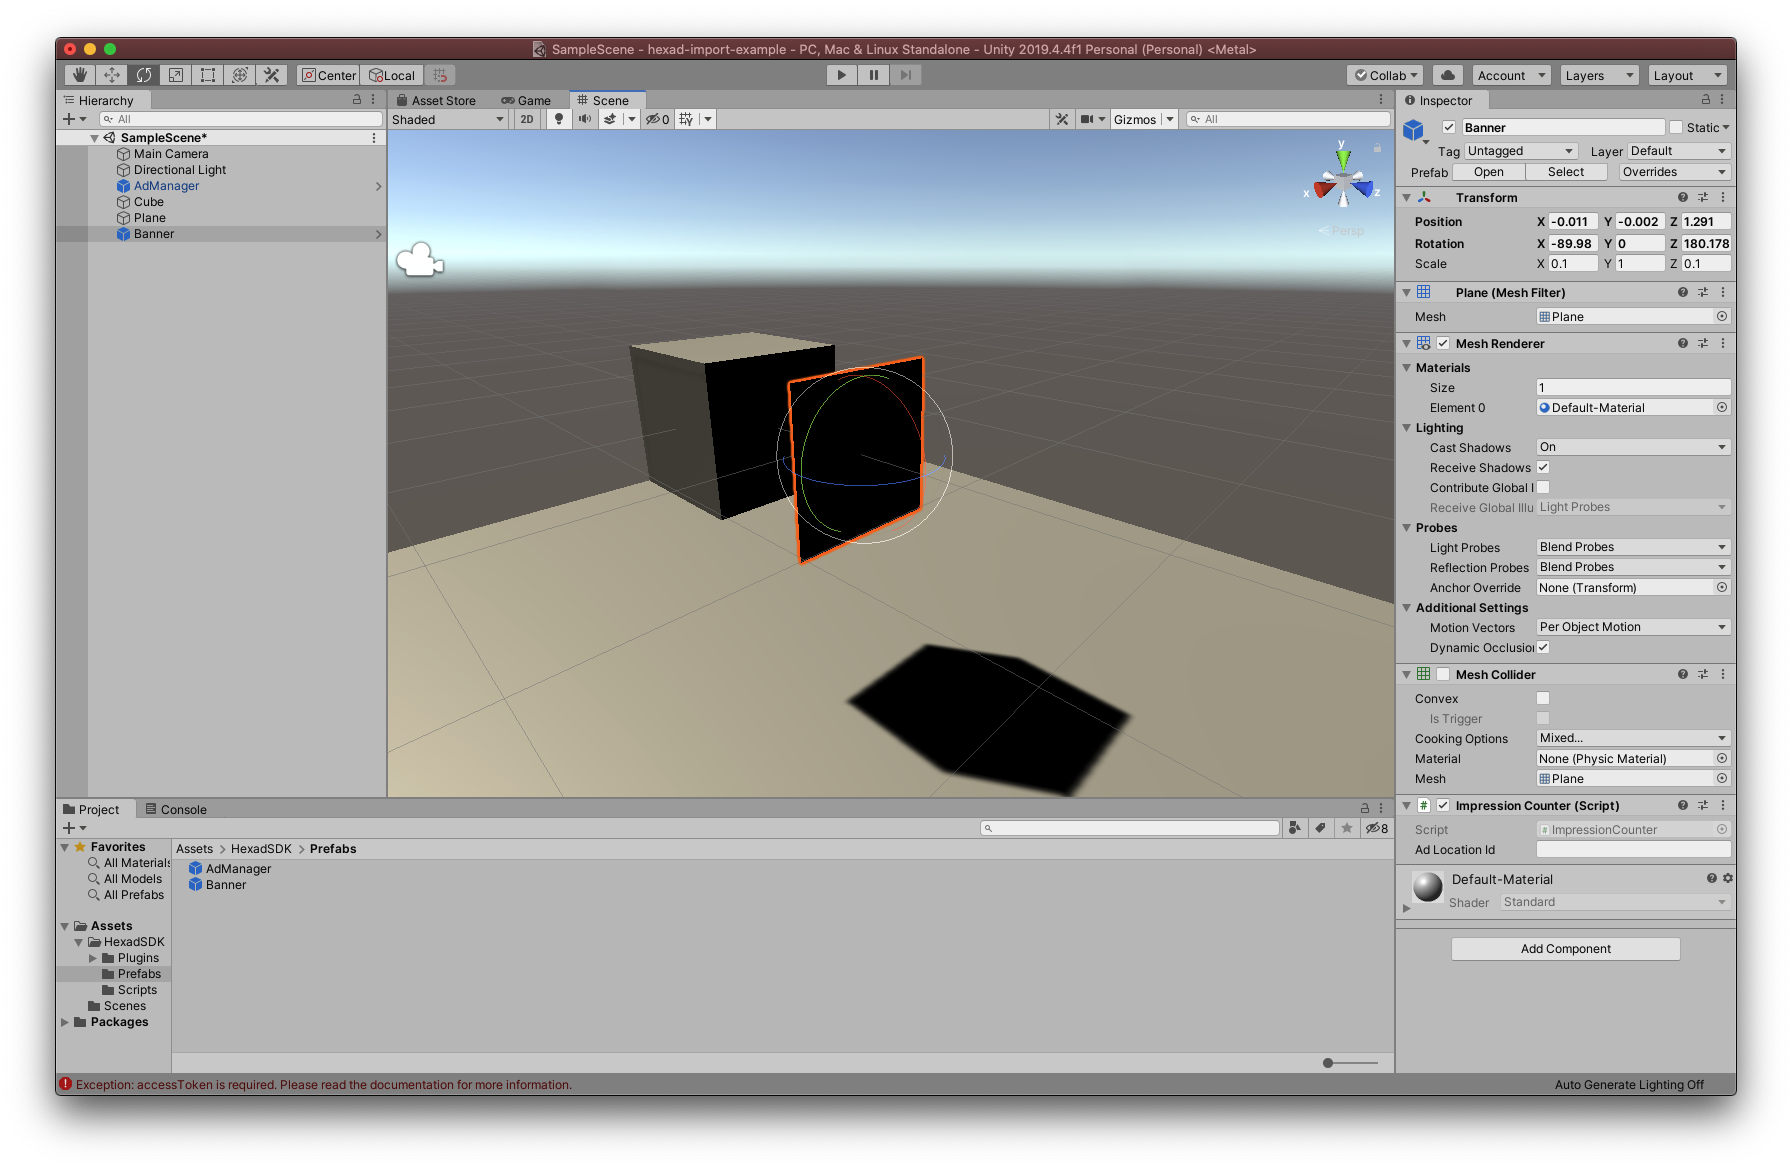 SampleScene - hexad-import-example - PC, Mac & Linux Standalone - Unity 2019.4.4f1 Personal (Personal) <Metal>
Center Local Collab Account Layers Layout
Hierarchy
All
SampleScene*
Main Camera
Directional Light
AdManager
Cube
Plane
Banner
Asset Store Game Scene
Shaded 2D 0 Gizmos All
y
x z
Persp
Inspector
Banner Static
Tag Untagged Layer Default
Prefab Open Select Overrides
Transform
Position X -0.011 Y -0.002 Z 1.291
Rotation X -89.98 Y 0 Z 180.178
Scale X 0.1 Y 1 Z 0.1
Plane (Mesh Filter)
Mesh Plane
Mesh Renderer
Materials
Size 1
Element 0 Default-Material
Lighting
Cast Shadows On
Receive Shadows
Contribute Global I
Receive Global Illu Light Probes
Probes
Light Probes Blend Probes
Reflection Probes Blend Probes
Anchor Override None (Transform)
Additional Settings
Motion Vectors Per Object Motion
Dynamic Occlusion
Mesh Collider
Convex
Is Trigger
Cooking Options Mixed...
Material None (Physic Material)
Mesh Plane
# Impression Counter (Script)
Script # ImpressionCounter
Ad Location Id
Default-Material
Shader Standard
Add Component
Project Console
8
Favorites
All Materials
All Models
All Prefabs
Assets
HexadSDK
Plugins
Prefabs
Scripts
Scenes
Packages
Assets > HexadSDK > Prefabs
AdManager
Banner
Exception: accessToken is required. Please read the documentation for more information.
Auto Generate Lighting Off